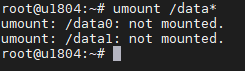 root@u1804:~# umount /data*
umount: /data0: not mounted.
umount: /data1: not mounted.
root@u1804:~#